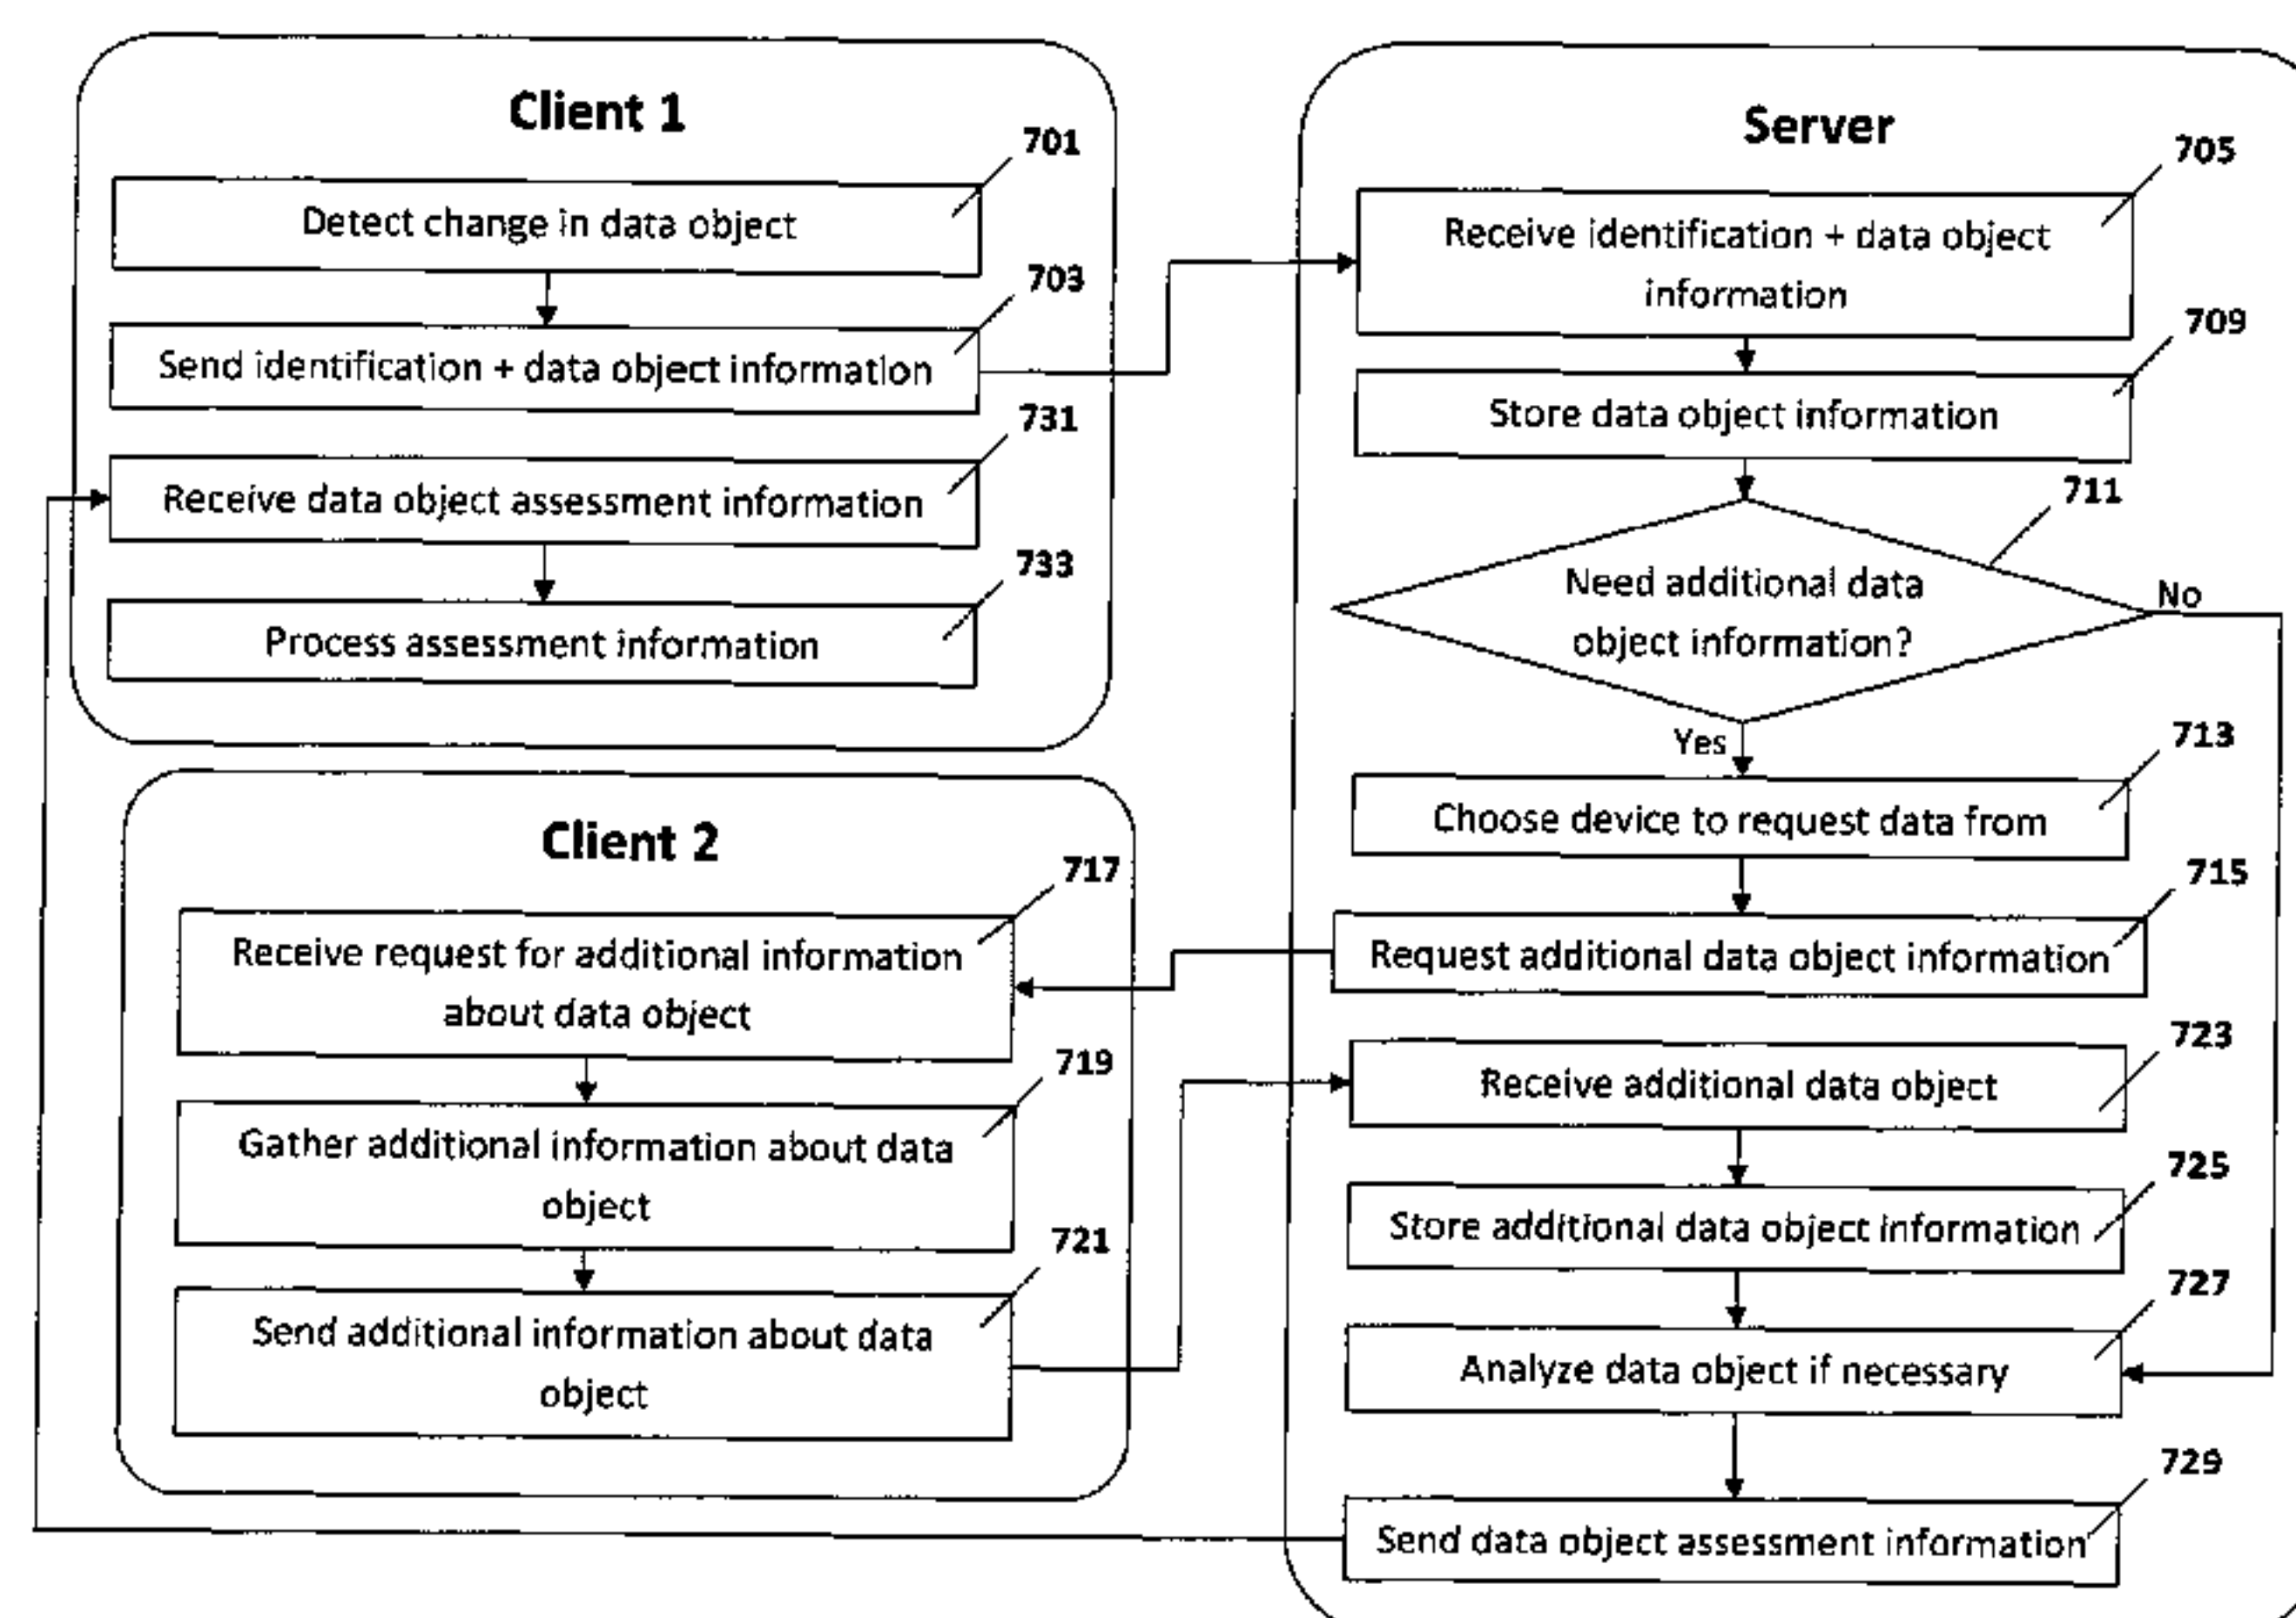 Client 1
701
Detect change in data object
703
Send identification + data object information
731
Receive data object assessment information
733
Process assessment information
Client 2
717
Receive request for additional information
about data object
719
Gather additional information about data
object
721
Send additional information about data
object
Server
705
Receive identification + data object
information
709
Store data object information
711
Need additional data
object information?
No
Yes
713
Choose device to request data from
715
Request additional data object information
723
Receive additional data object
725
Store additional data object information
727
Analyze data object if necessary
729
Send data object assessment information